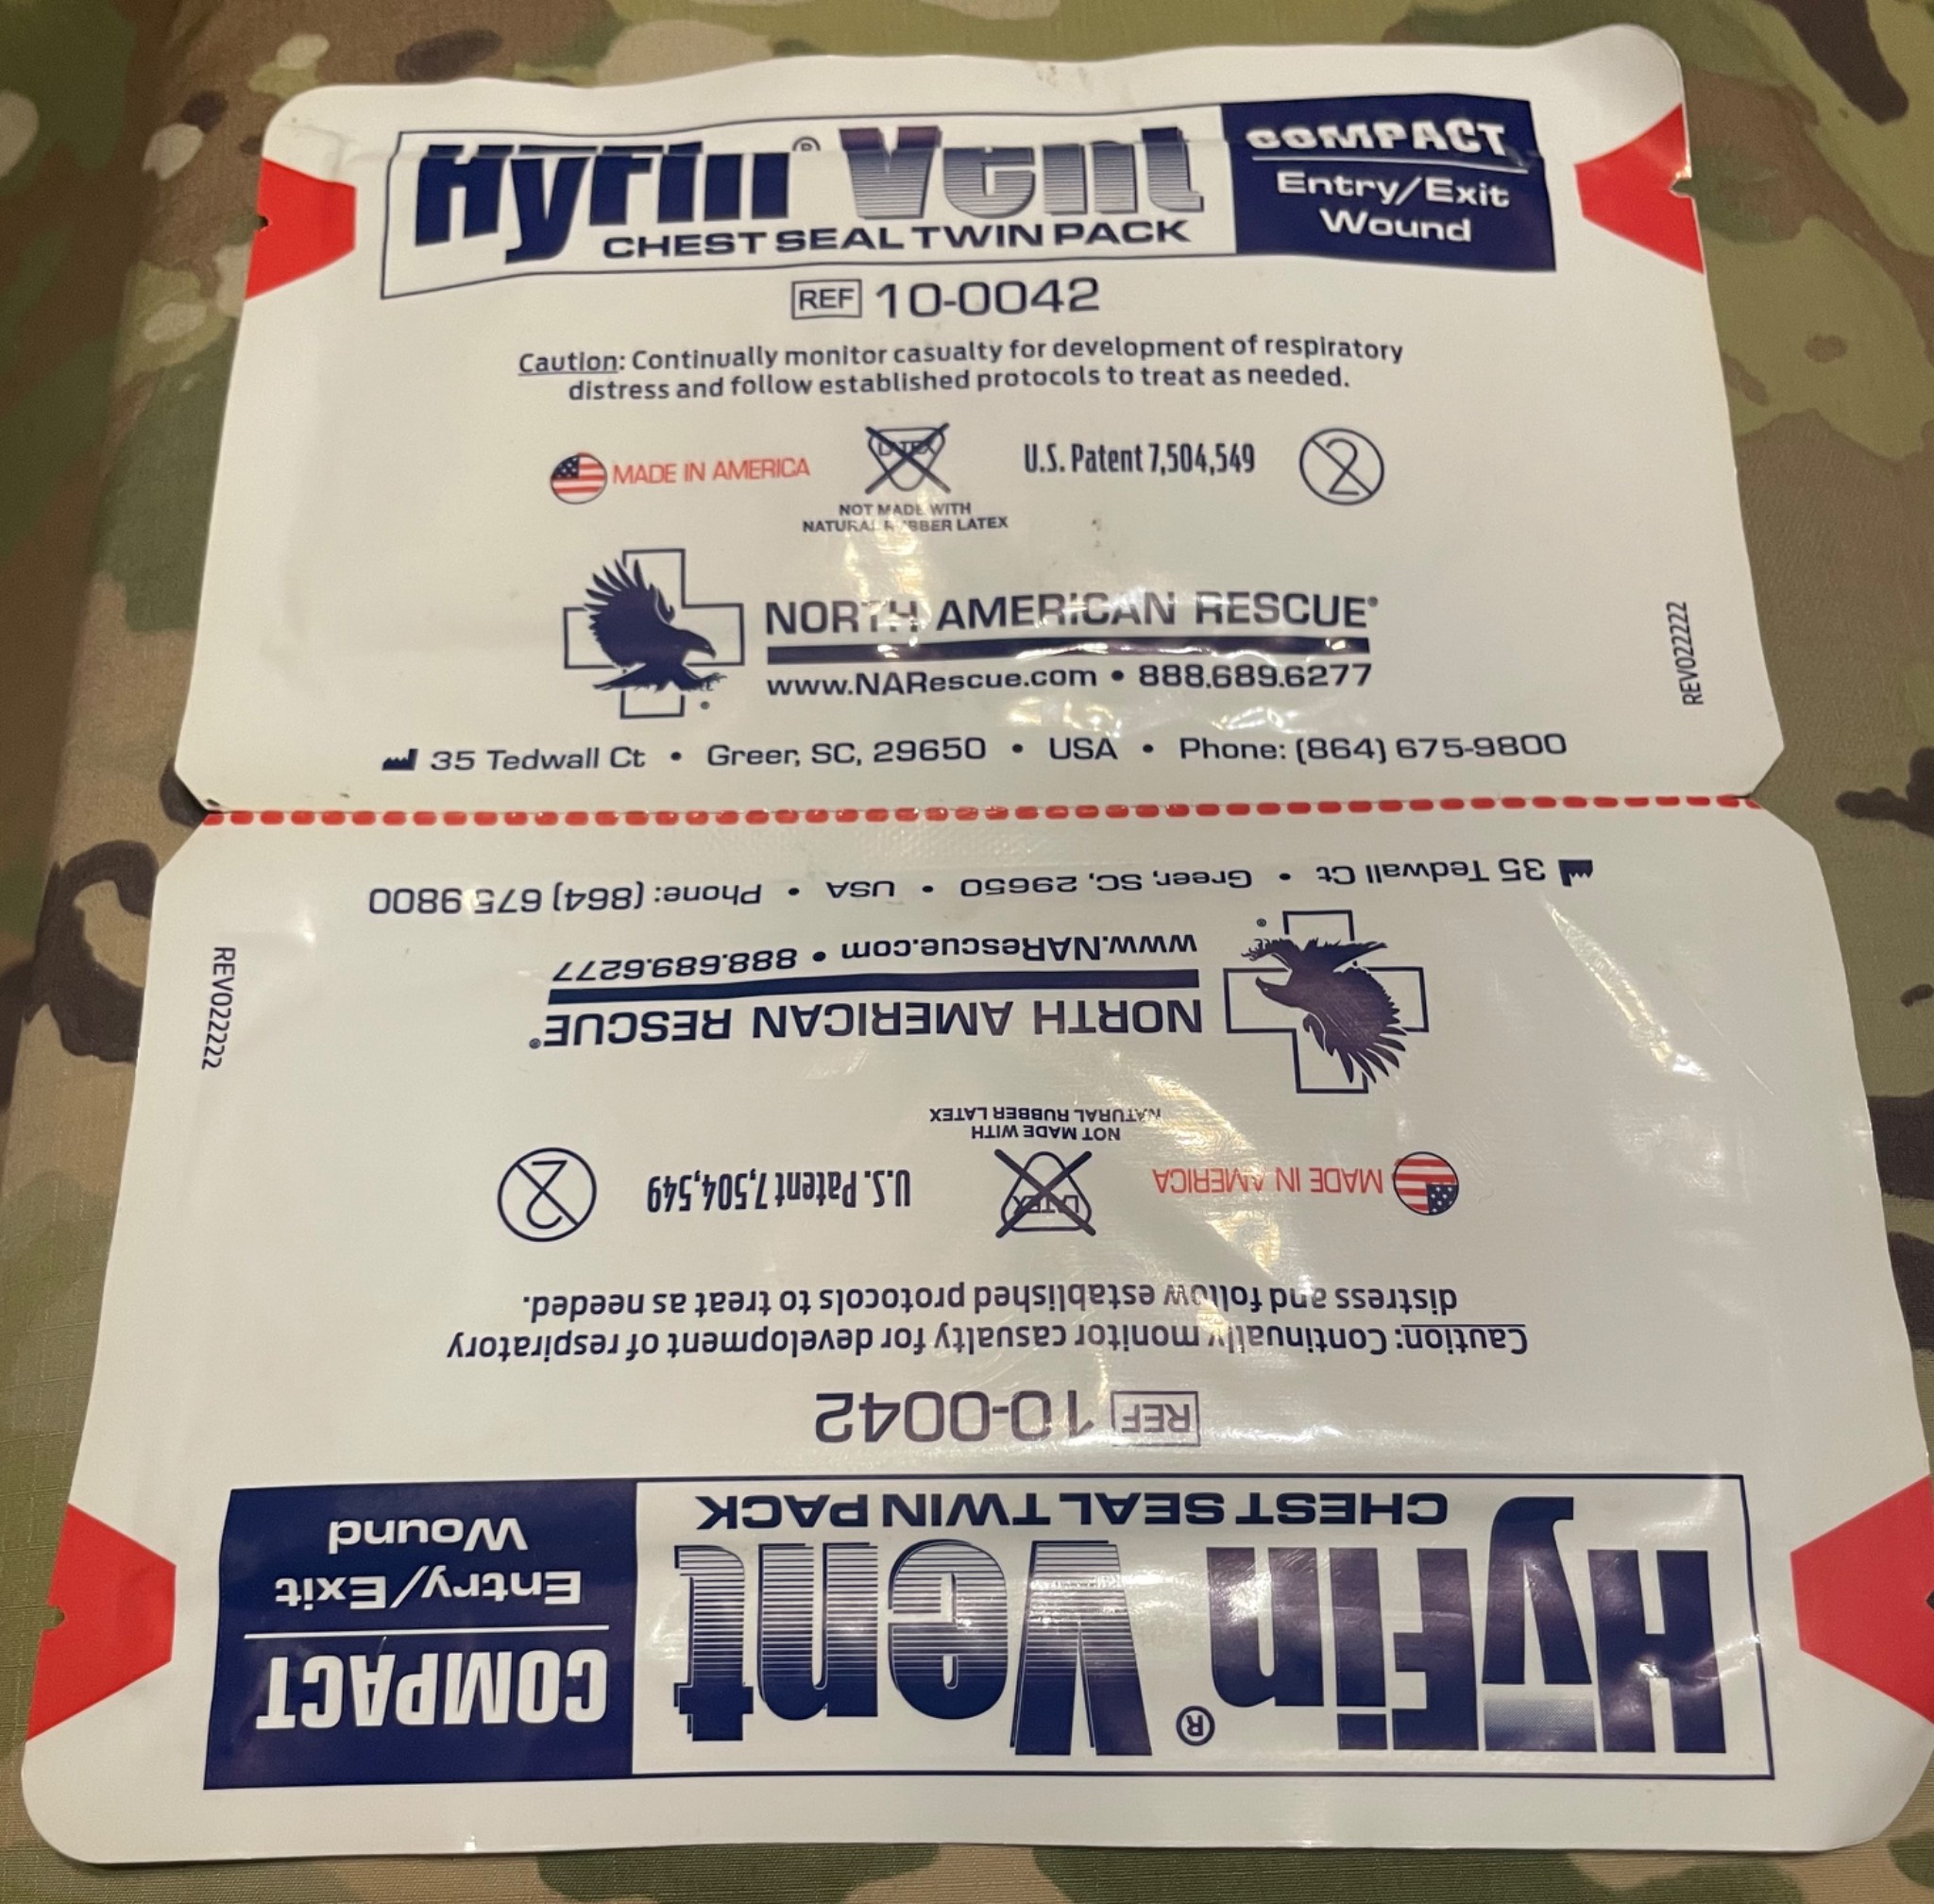 HyFin® Vent
CHEST SEAL TWIN PACK
COMPACT
Entry/Exit
Wound
REF 10-0042
Caution: Continually monitor casualty for development of respiratory
distress and follow established protocols to treat as needed.
MADE IN AMERICA
LATEX
NOT MADE WITH
NATURAL RUBBER LATEX
U.S. Patent 7,504,549
2
NORTH AMERICAN RESCUE®
www.NARescue.com • 888.689.6277
35 Tedwall Ct • Greer, SC, 29650 • USA • Phone: (864) 675-9800
REV022222
HyFin® Vent
CHEST SEAL TWIN PACK
COMPACT
Entry/Exit
Wound
REF 10-0042
Caution: Continually monitor casualty for development of respiratory
distress and follow established protocols to treat as needed.
MADE IN AMERICA
LATEX
NOT MADE WITH
NATURAL RUBBER LATEX
U.S. Patent 7,504,549
2
NORTH AMERICAN RESCUE®
www.NARescue.com • 888.689.6277
35 Tedwall Ct • Greer, SC, 29650 • USA • Phone: (864) 675-9800
REV022222